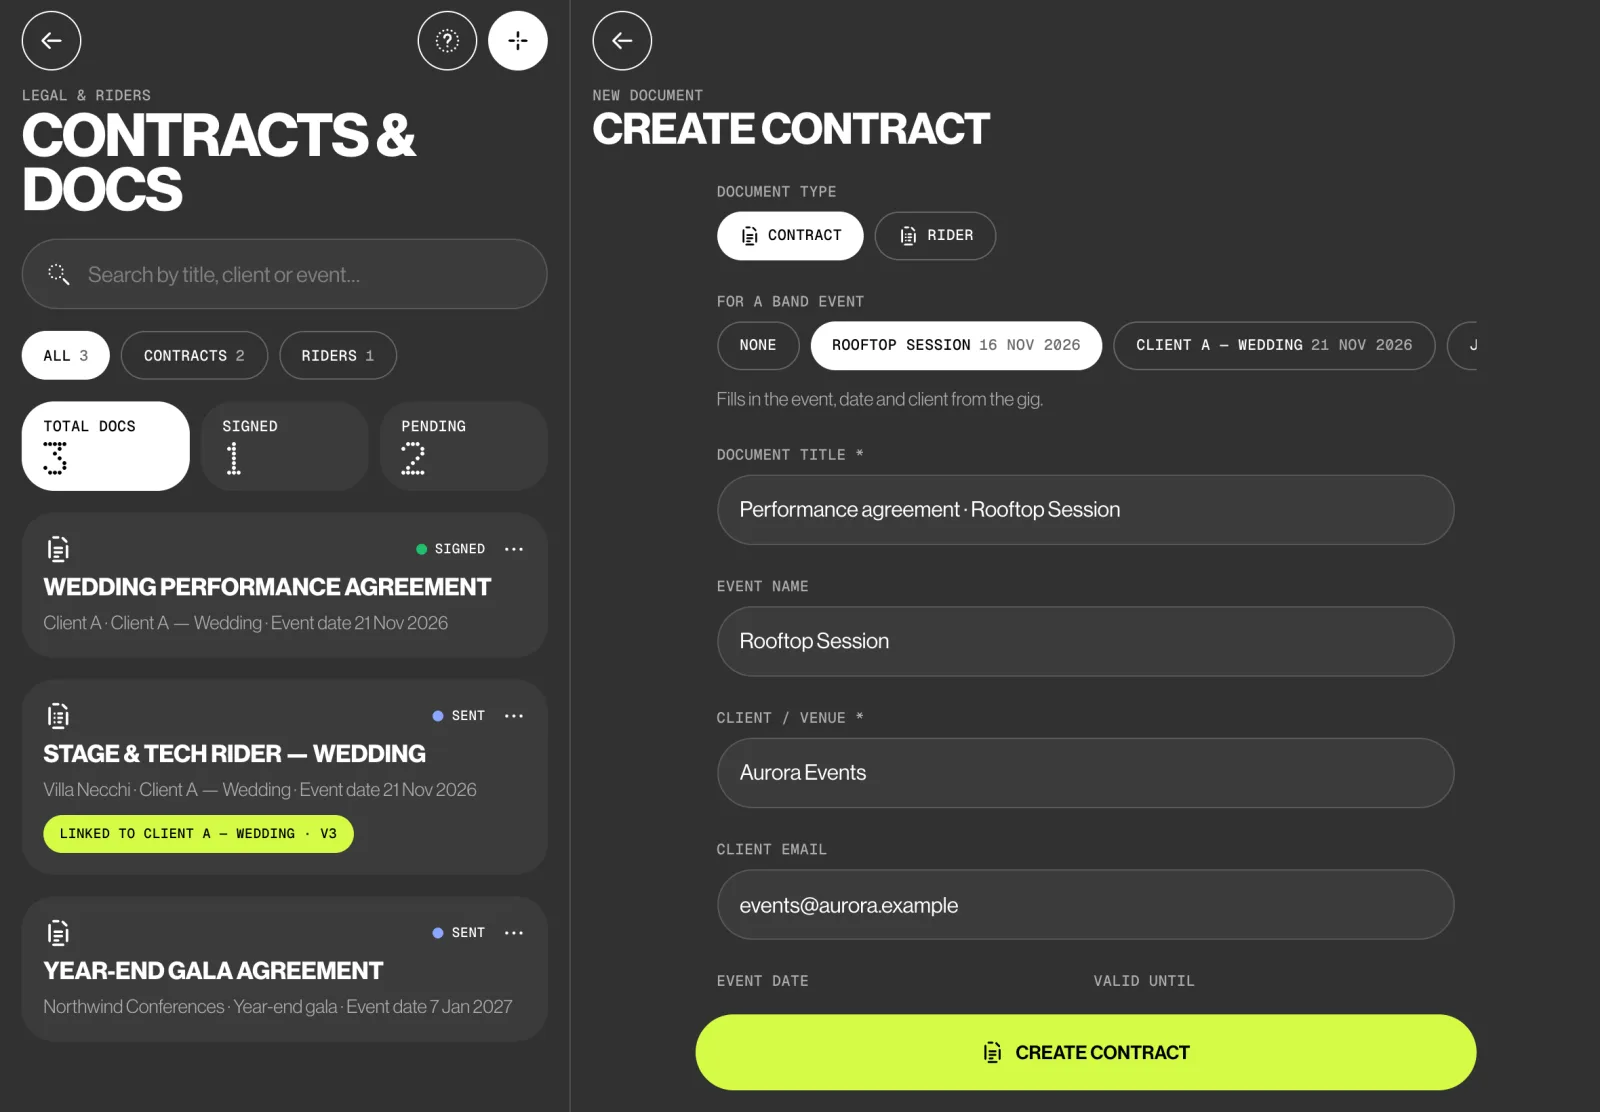 LEGAL & RIDERS
CONTRACTS &
DOCS
Search by title, client or event...
ALL 3
CONTRACTS 2
RIDERS 1
TOTAL DOCS
3
SIGNED
1
PENDING
2
SIGNED
WEDDING PERFORMANCE AGREEMENT
Client A · Client A — Wedding · Event date 21 Nov 2026
SENT
STAGE & TECH RIDER — WEDDING
Villa Necchi · Client A — Wedding · Event date 21 Nov 2026
LINKED TO CLIENT A — WEDDING · V3
SENT
YEAR-END GALA AGREEMENT
Northwind Conferences · Year-end gala · Event date 7 Jan 2027
NEW DOCUMENT
CREATE CONTRACT
DOCUMENT TYPE
CONTRACT
RIDER
FOR A BAND EVENT
NONE
ROOFTOP SESSION 16 NOV 2026
CLIENT A — WEDDING 21 NOV 2026
Fills in the event, date and client from the gig.
DOCUMENT TITLE *
Performance agreement · Rooftop Session
EVENT NAME
Rooftop Session
CLIENT / VENUE *
Aurora Events
CLIENT EMAIL
events@aurora.example
EVENT DATE
VALID UNTIL
CREATE CONTRACT